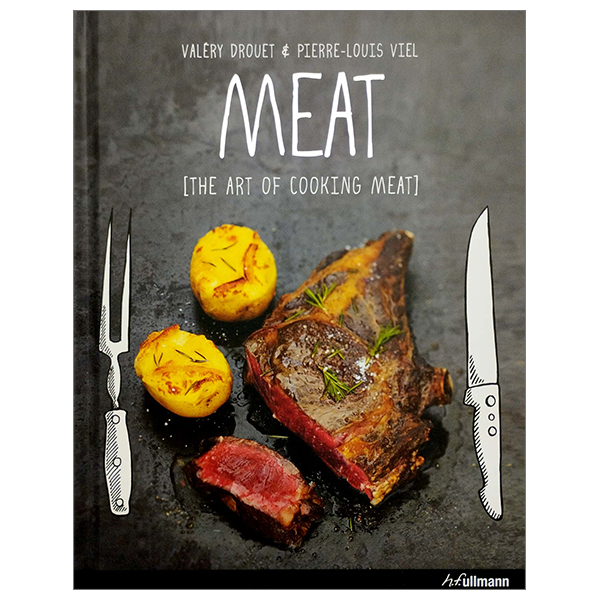 VALÉRY DROUET & PIERRE-LOUIS VIEL
MEAT
[THE ART OF COOKING MEAT]
h.f.ullmann